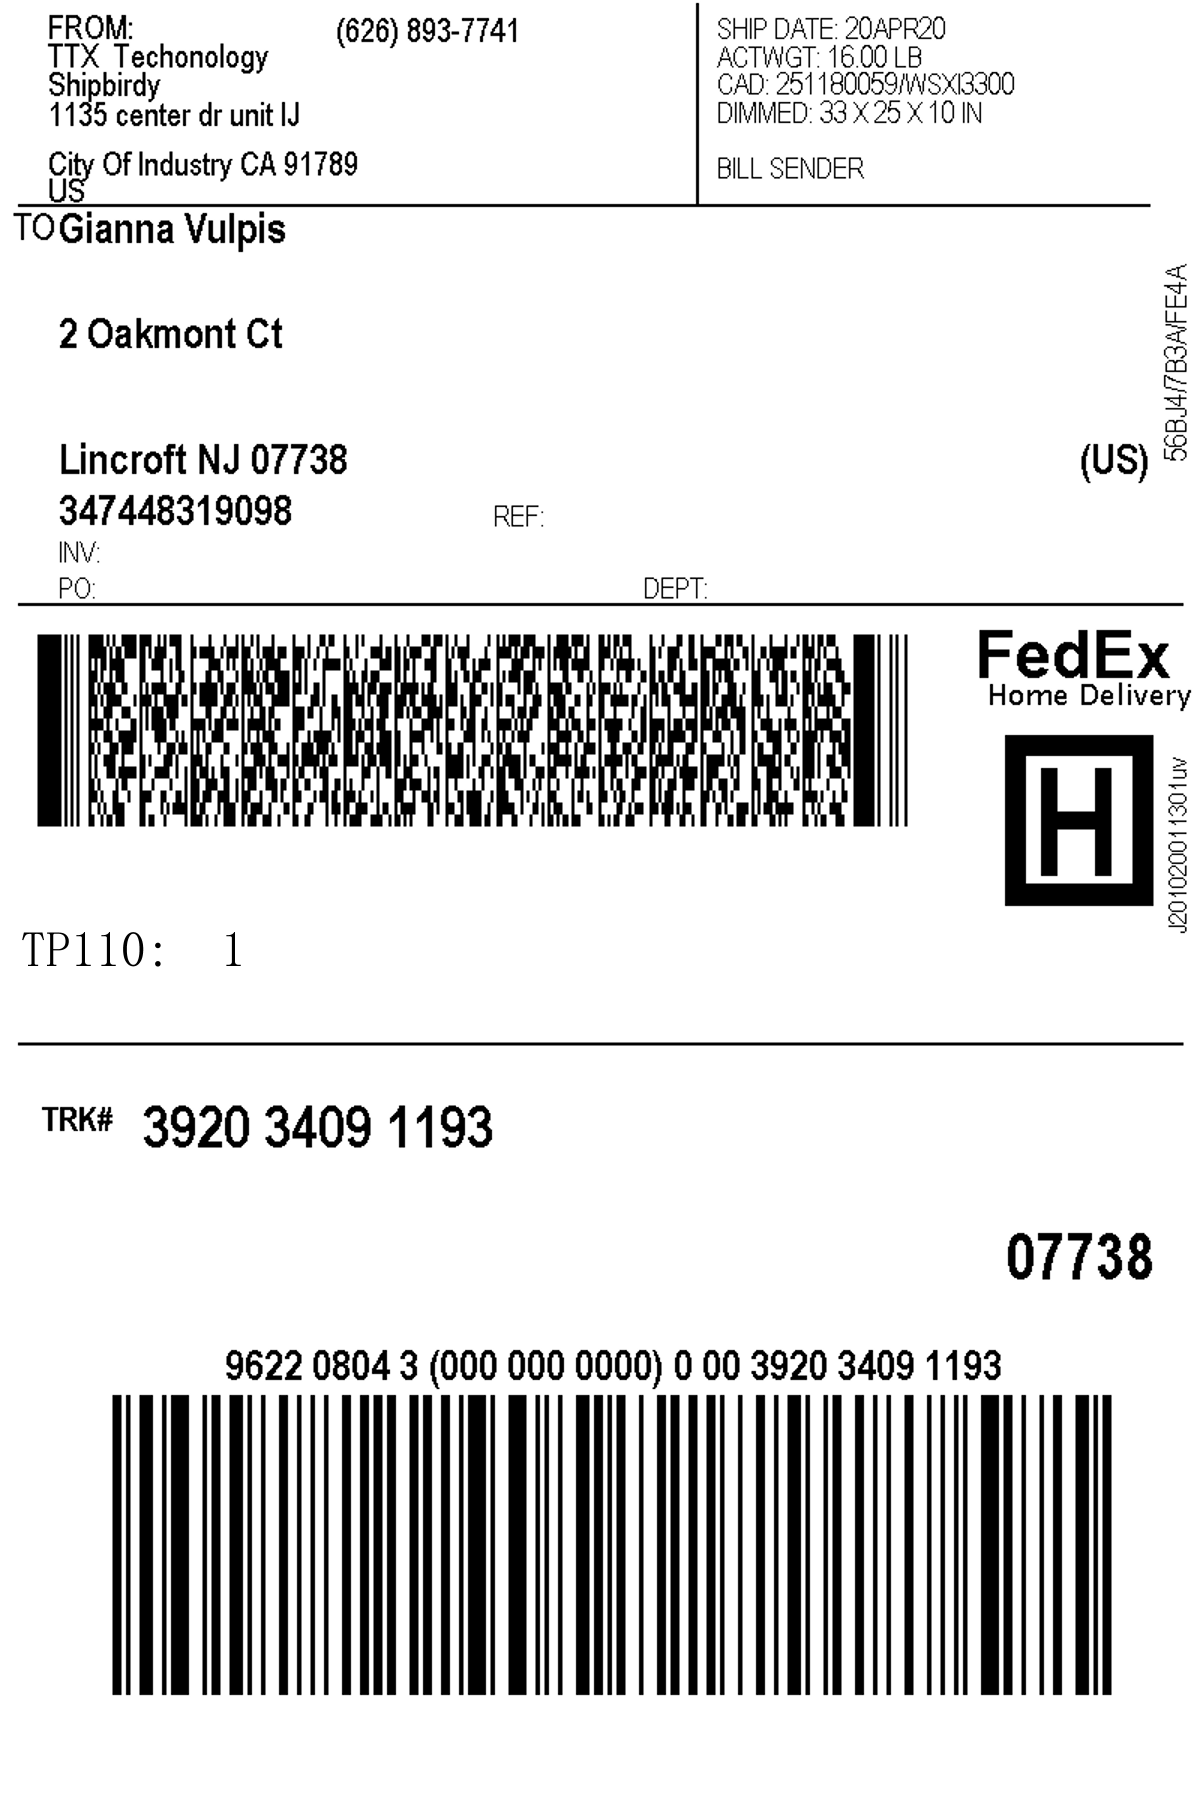 FROM: (626) 893-7741
TTX Techonology
Shipbirdy
1135 center dr unit IJ
City Of Industry CA 91789
US
SHIP DATE: 20APR20
ACTWGT: 16.00 LB
CAD: 251180059/WSXI3300
DIMMED: 33 X 25 X 10 IN
BILL SENDER
TO Gianna Vulpis
2 Oakmont Ct
Lincroft NJ 07738 (US)
347448319098 REF:
INV:
PO: DEPT:
56BJ4/7B3A/FE4A
FedEx
Home Delivery
H
J201020011301uv
TP110: 1
TRK# 3920 3409 1193
07738
9622 0804 3 (000 000 0000) 0 00 3920 3409 1193